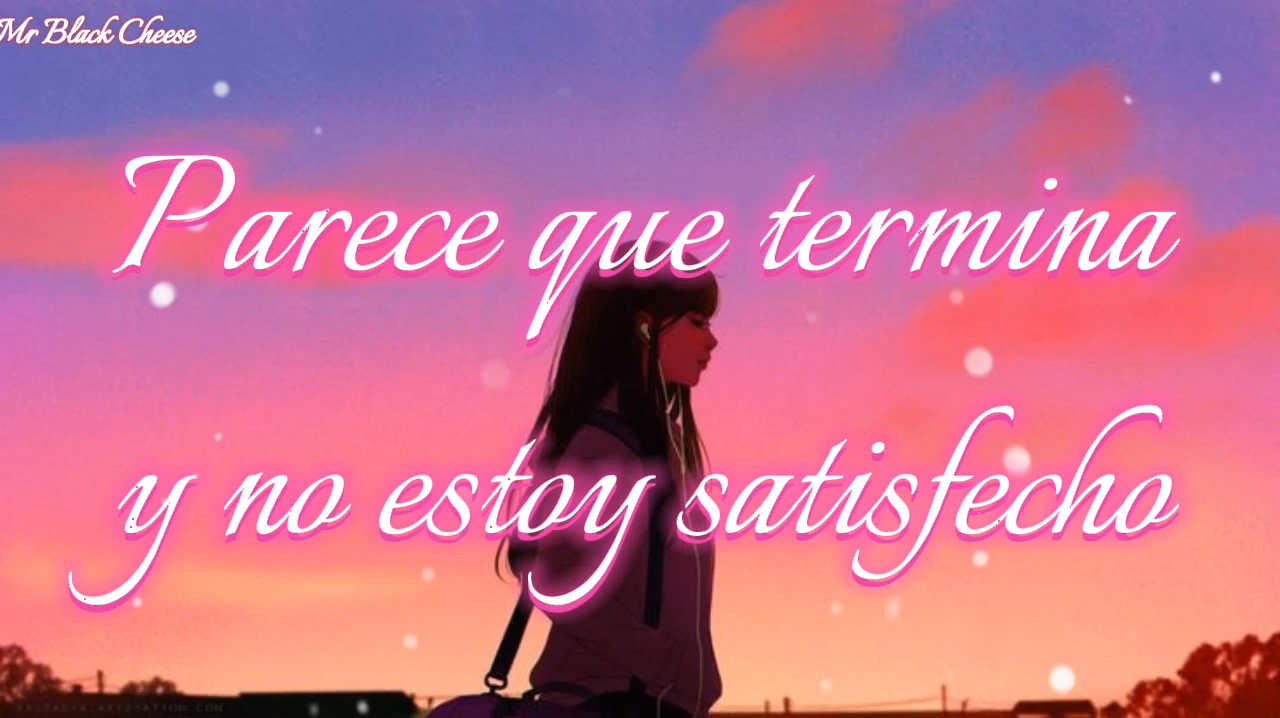 Mr Black Cheese
Parece que termina
y no estoy satisfecho